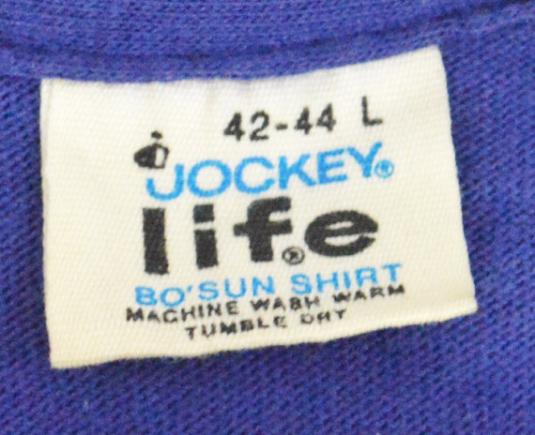 42-44 L
JOCKEY®
life®
BO'SUN SHIRT
MACHINE WASH WARM
TUMBLE DRY